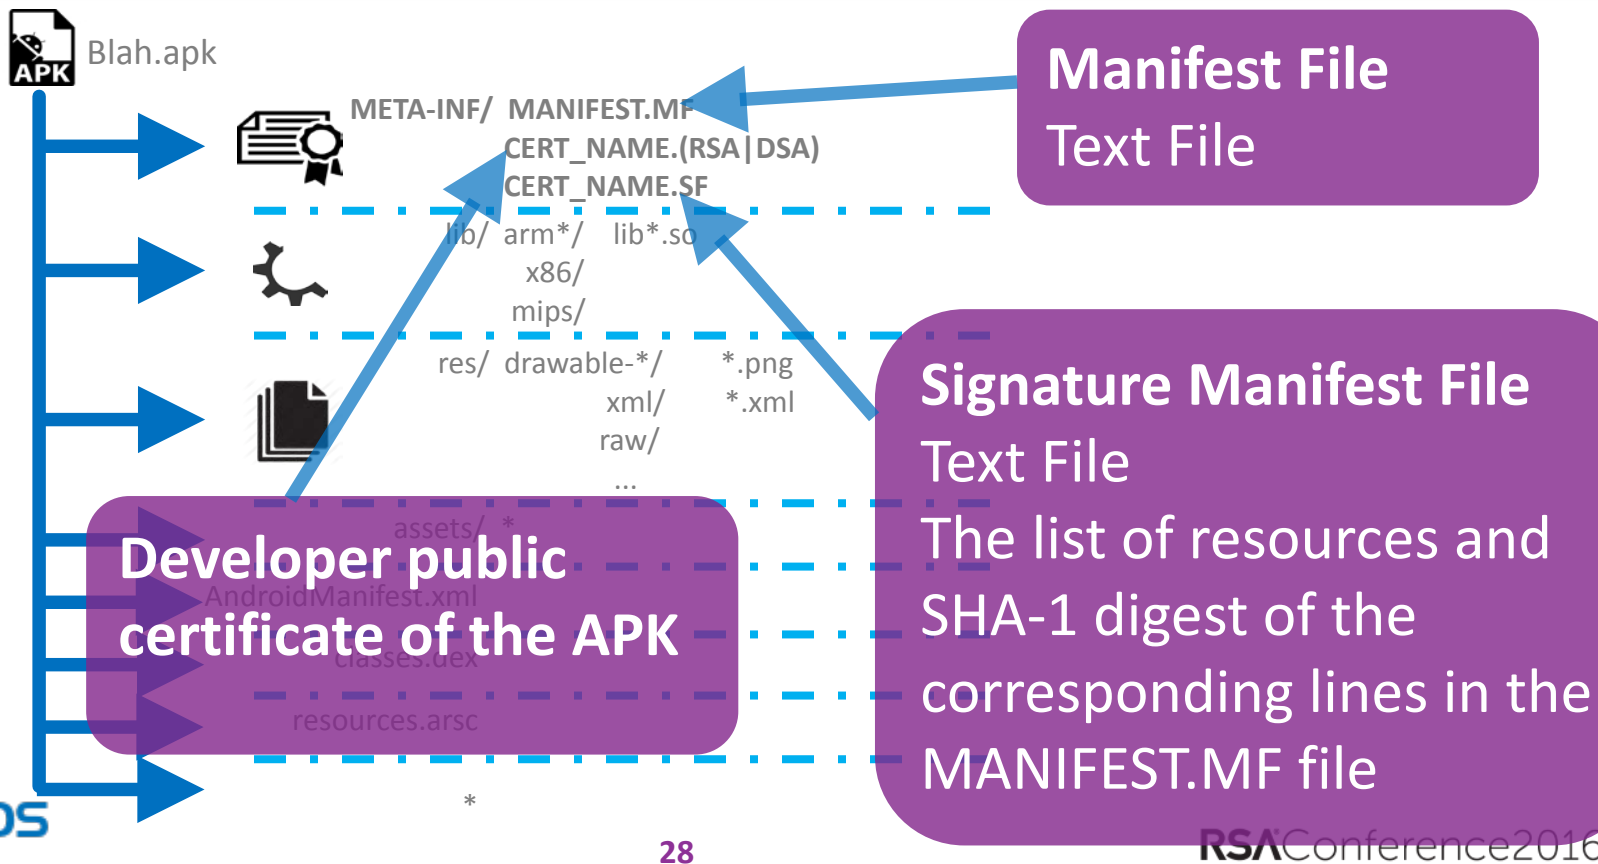 APK
Blah.apk
META-INF/ MANIFEST.MF
CERT_NAME.(RSA|DSA)
CERT_NAME.SF
lib/ arm*/ lib*.so
x86/
mips/
res/ drawable-*/ *.png
xml/ *.xml
raw/
...
assets/ *
AndroidManifest.xml
classes.dex
resources.arsc
*
Manifest File
Text File
Signature Manifest File
Text File
The list of resources and
SHA-1 digest of the
corresponding lines in the
MANIFEST.MF file
Developer public
certificate of the APK
28
RSAConference2016